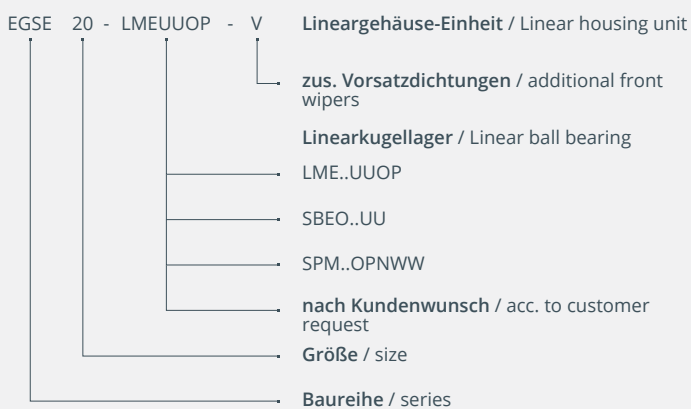 EGSE 20 - LMEUUOP - V Lineargehäuse-Einheit / Linear housing unit
zus. Vorsatzdichtungen / additional front
wipers
Linearkugellager / Linear ball bearing
LME..UUOP
SBEO..UU
SPM..OPNWW
nach Kundenwunsch / acc. to customer
request
Größe / size
Baureihe / series